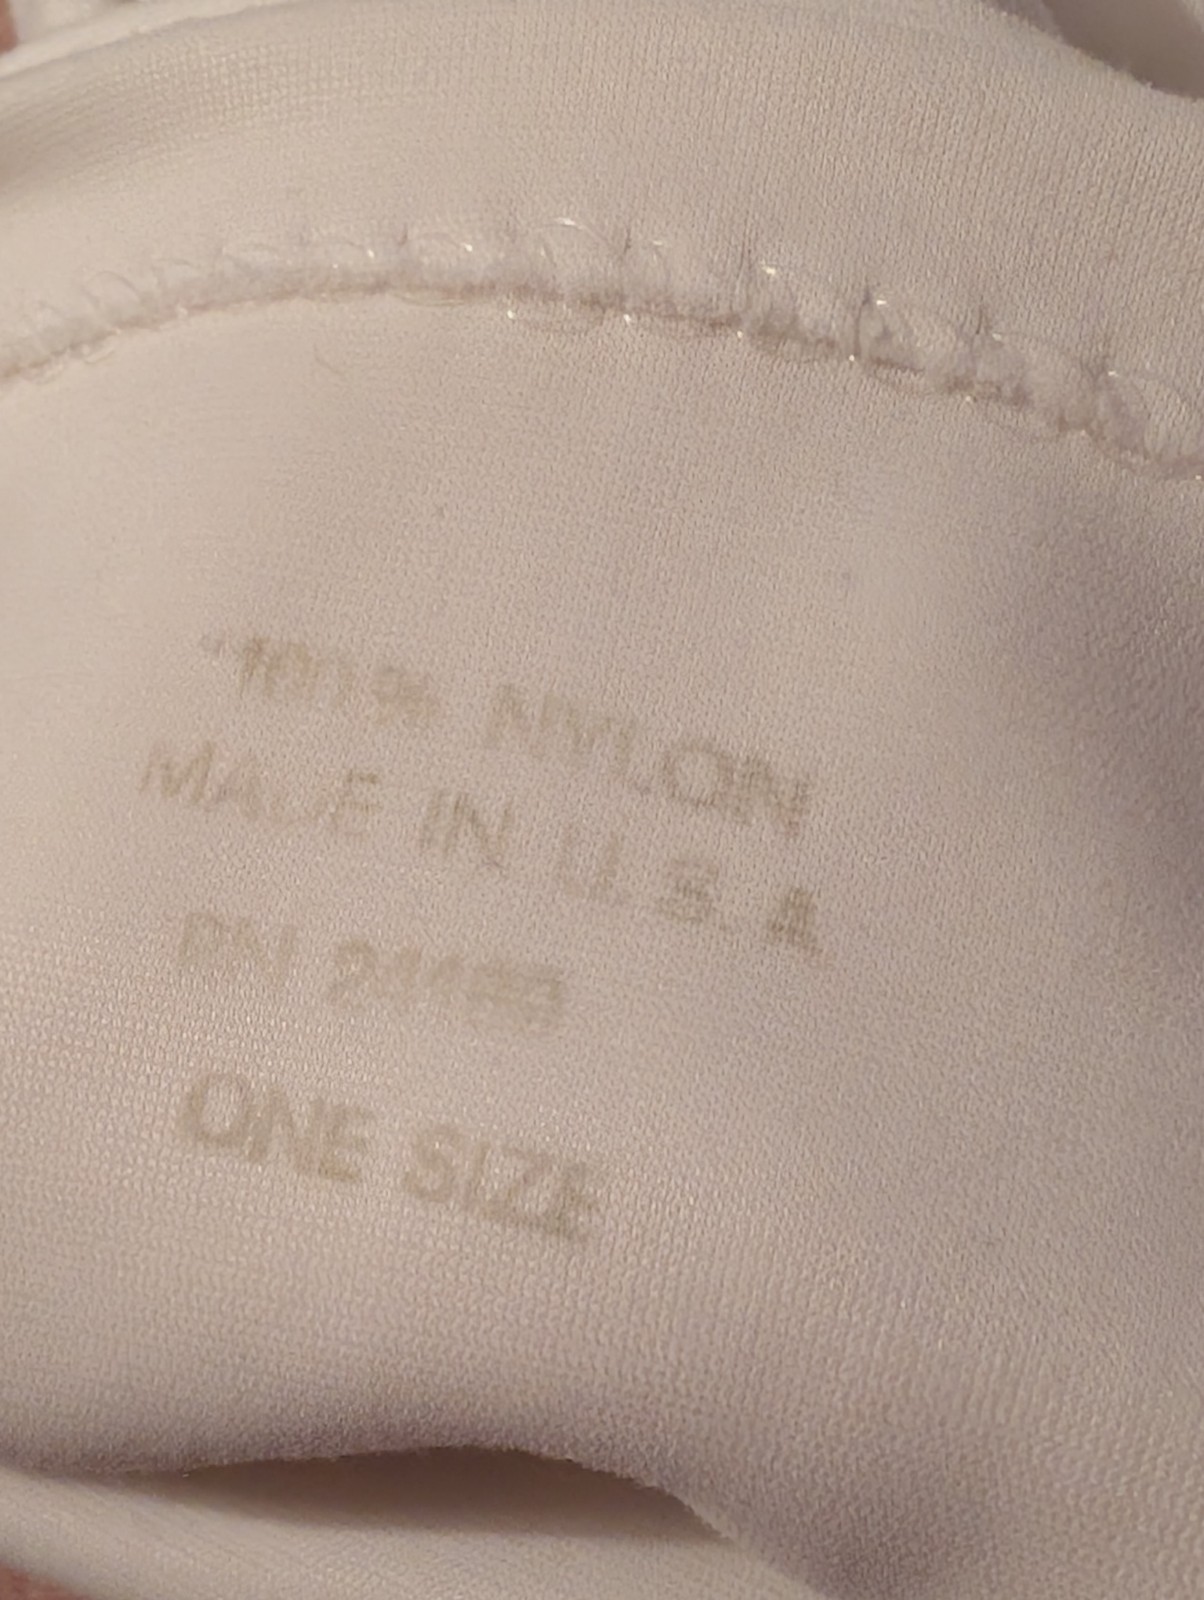 100% NYLON
MADE IN U.S.A
RN
ONE SIZE